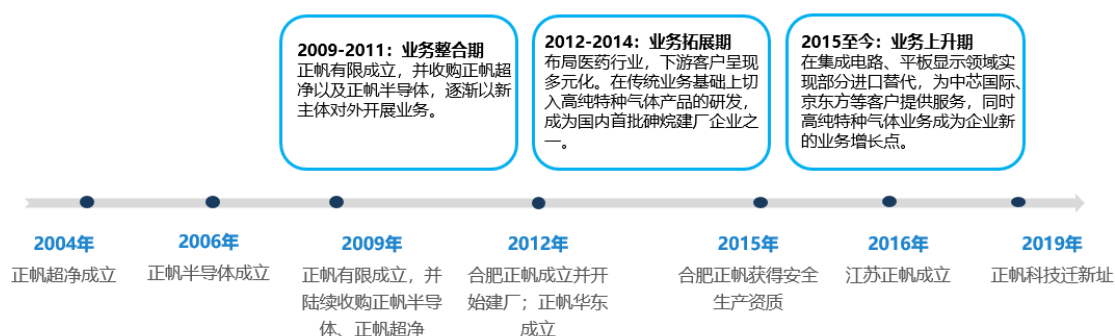 2009-2011：业务整合期
正帆有限成立，并收购正帆超
净以及正帆半导体，逐渐以新
主体对外开展业务。
2012-2014：业务拓展期
布局医药行业，下游客户呈现
多元化。在传统业务基础上切
入高纯特种气体产品的研发，
成为国内首批砷烷建厂企业之
一。
2015至今：业务上升期
在集成电路、平板显示领域实
现部分进口替代，为中芯国际、
京东方等客户提供服务，同时
高纯特种气体业务成为企业新
的业务增长点。
2004年
正帆超净成立
2006年
正帆半导体成立
2009年
正帆有限成立，并
陆续收购正帆半导
体、正帆超净
2012年
合肥正帆成立并开
始建厂；正帆华东
成立
2015年
合肥正帆获得安全
生产资质
2016年
江苏正帆成立
2019年
正帆科技迁新址